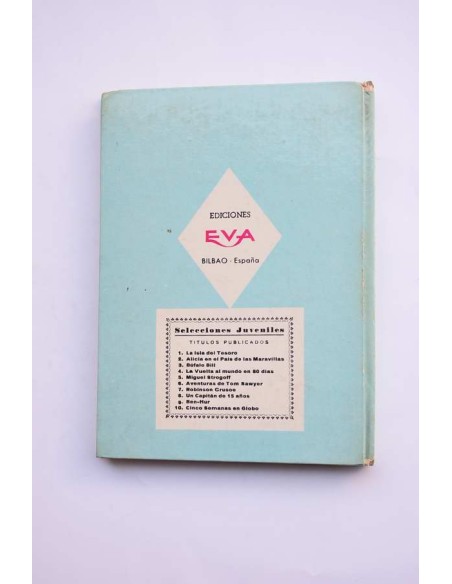 EDICIONES
EVA
BILBAO - España
Selecciones Juveniles
TITULOS PUBLICADOS
1. La Isla del Tesoro
2. Alicia en el País de las Maravillas
3. Búfalo Bill
4. La Vuelta al mundo en 80 días
5. Miguel Strogoff
6. Aventuras de Tom Sawyer
7. Robinson Crusoe
8. Un Capitán de 15 años
9. Ben-Hur
10. Cinco Semanas en Globo